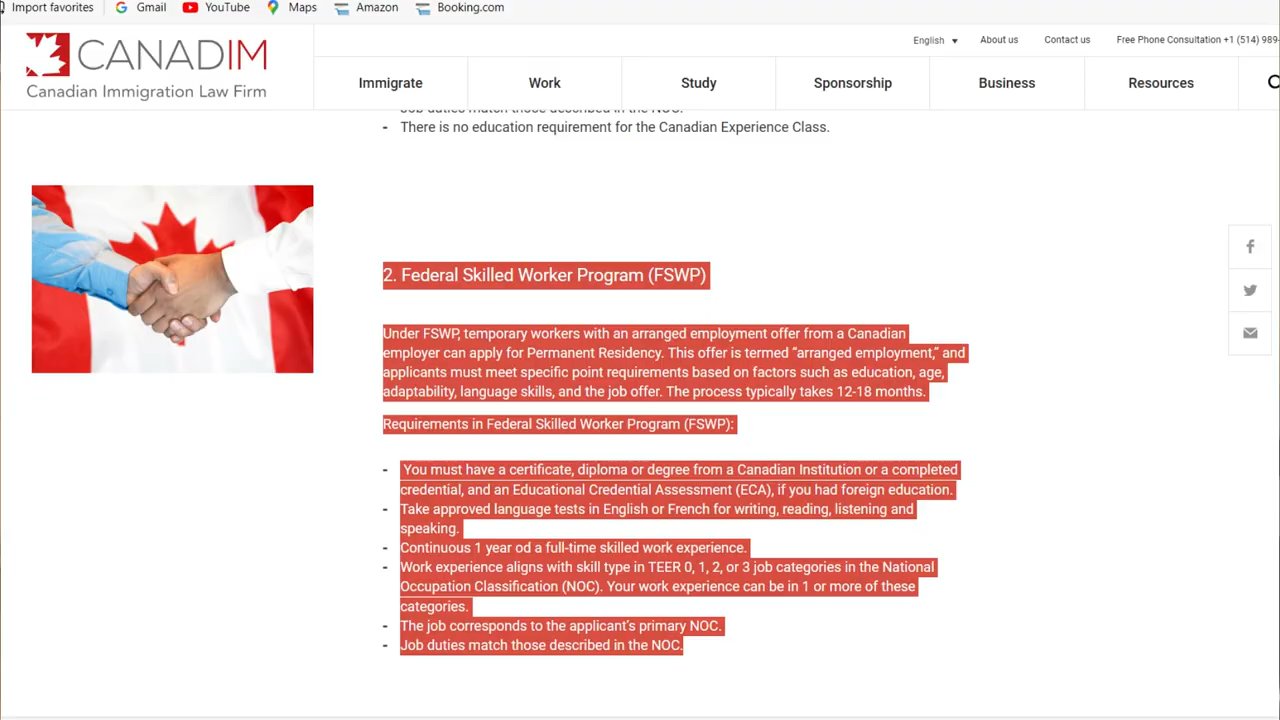 Import favorites Gmail YouTube Maps Amazon Booking.com
CANADIM
Canadian Immigration Law Firm
English About us Contact us Free Phone Consultation +1 (514) 989-
Immigrate Work Study Sponsorship Business Resources
Job duties match those described in the NOC.
- There is no education requirement for the Canadian Experience Class.
2. Federal Skilled Worker Program (FSWP)
Under FSWP, temporary workers with an arranged employment offer from a Canadian
employer can apply for Permanent Residency. This offer is termed “arranged employment,” and
applicants must meet specific point requirements based on factors such as education, age,
adaptability, language skills, and the job offer. The process typically takes 12-18 months.
Requirements in Federal Skilled Worker Program (FSWP):
- You must have a certificate, diploma or degree from a Canadian Institution or a completed
credential, and an Educational Credential Assessment (ECA), if you had foreign education.
- Take approved language tests in English or French for writing, reading, listening and
speaking.
- Continuous 1 year od a full-time skilled work experience.
- Work experience aligns with skill type in TEER 0, 1, 2, or 3 job categories in the National
Occupation Classification (NOC). Your work experience can be in 1 or more of these
categories.
- The job corresponds to the applicant’s primary NOC.
- Job duties match those described in the NOC.